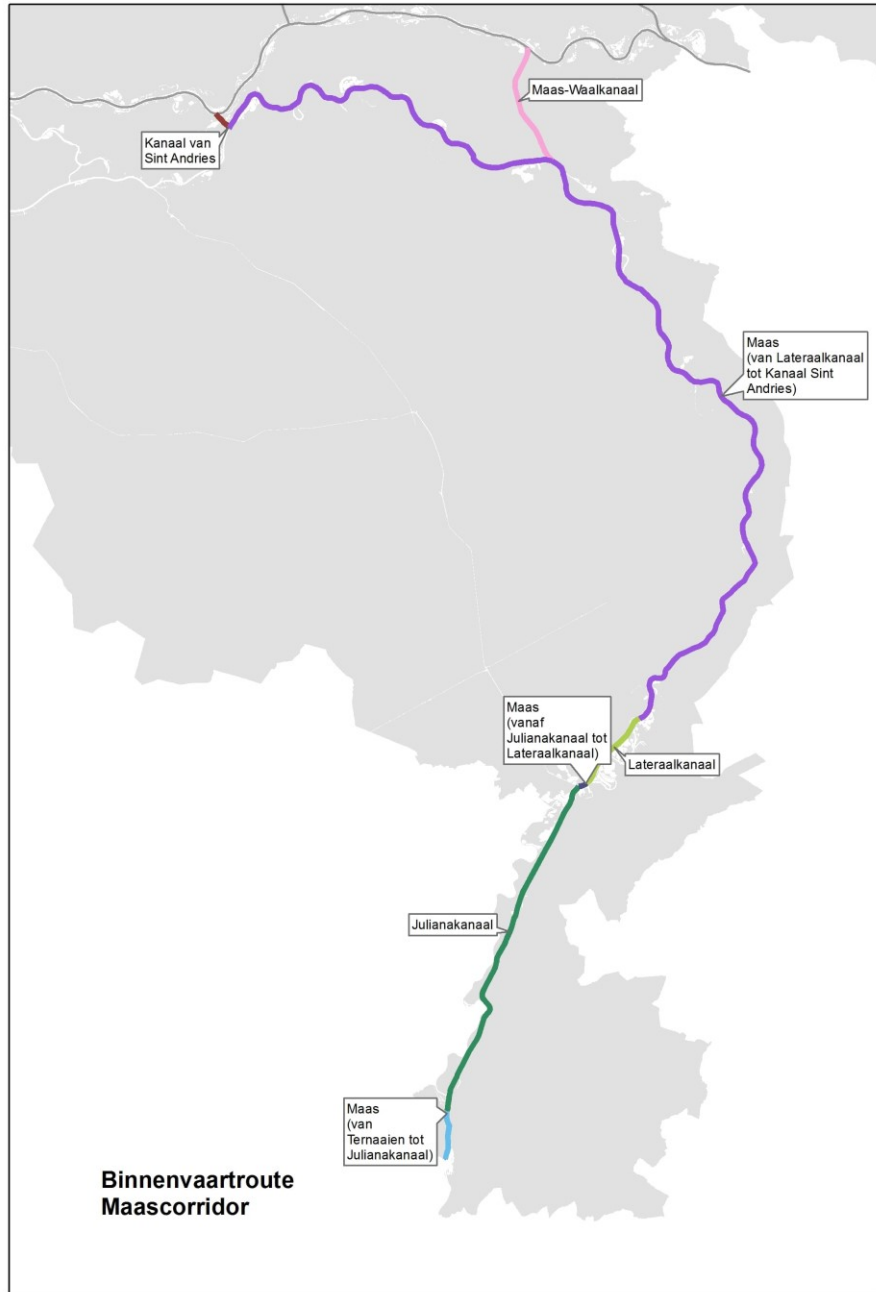 Maas-Waalkanaal
Kanaal van
Sint Andries
Maas
(van Lateraalkanaal
tot Kanaal Sint
Andries)
Maas
(vanaf
Julianakanaal tot
Lateraalkanaal)
Lateraalkanaal
Julianakanaal
Maas
(van
Ternaaien tot
Julianakanaal)
Binnenvaartroute
Maascorridor